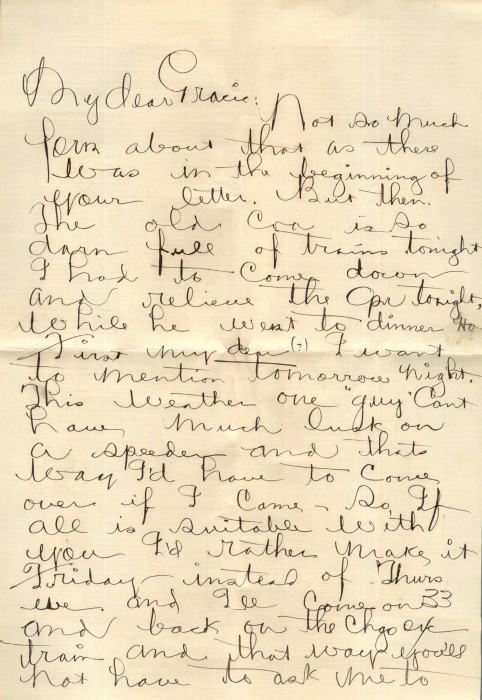 My dear Gracie:
Not so much
form about that as there
was in the beginning of
your letter. But then.
The old Coa is so
darn full of trains tonight
I had to come down
and relieve the Opr tonight,
while he went to dinner
First my dear (?) I want
to mention tomorrow night.
This weather one "guy" Cant
have much luck on
a speeder and thats
way I'd have to come
over if I came - So, If
all is suitable with
you I'd rather make it
Friday - instead of Thurs
eve. and I'll come on 33
and back on the Chgo ex
train and that way you'll
not have to ask me to